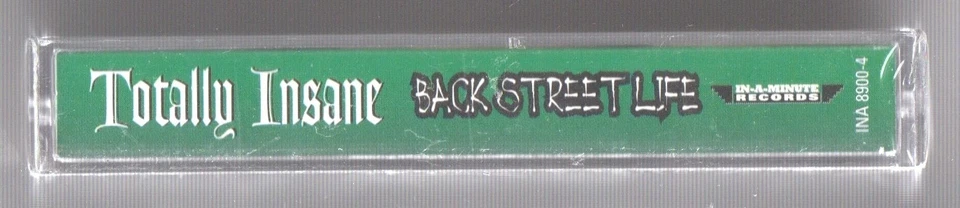 Totally Insane
BACK STREET LIFE
IN-A-MINUTE
RECORDS
INA 8900-4